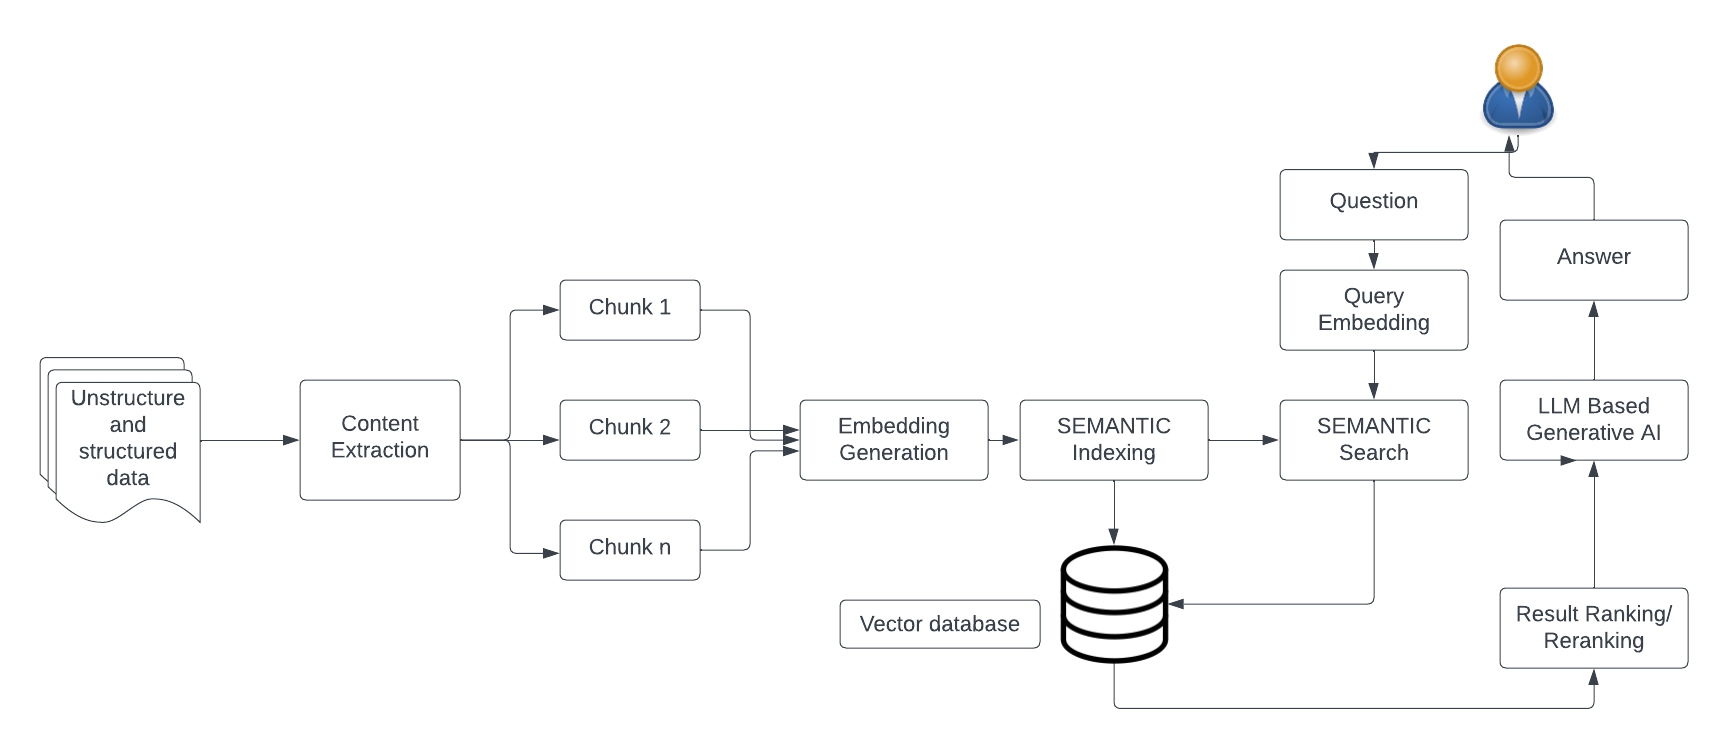 Unstructure
and
structured
data
Content
Extraction
Chunk 1
Chunk 2
Chunk n
Embedding
Generation
SEMANTIC
Indexing
Vector database
Question
Query
Embedding
SEMANTIC
Search
Result Ranking/
Reranking
LLM Based
Generative AI
Answer